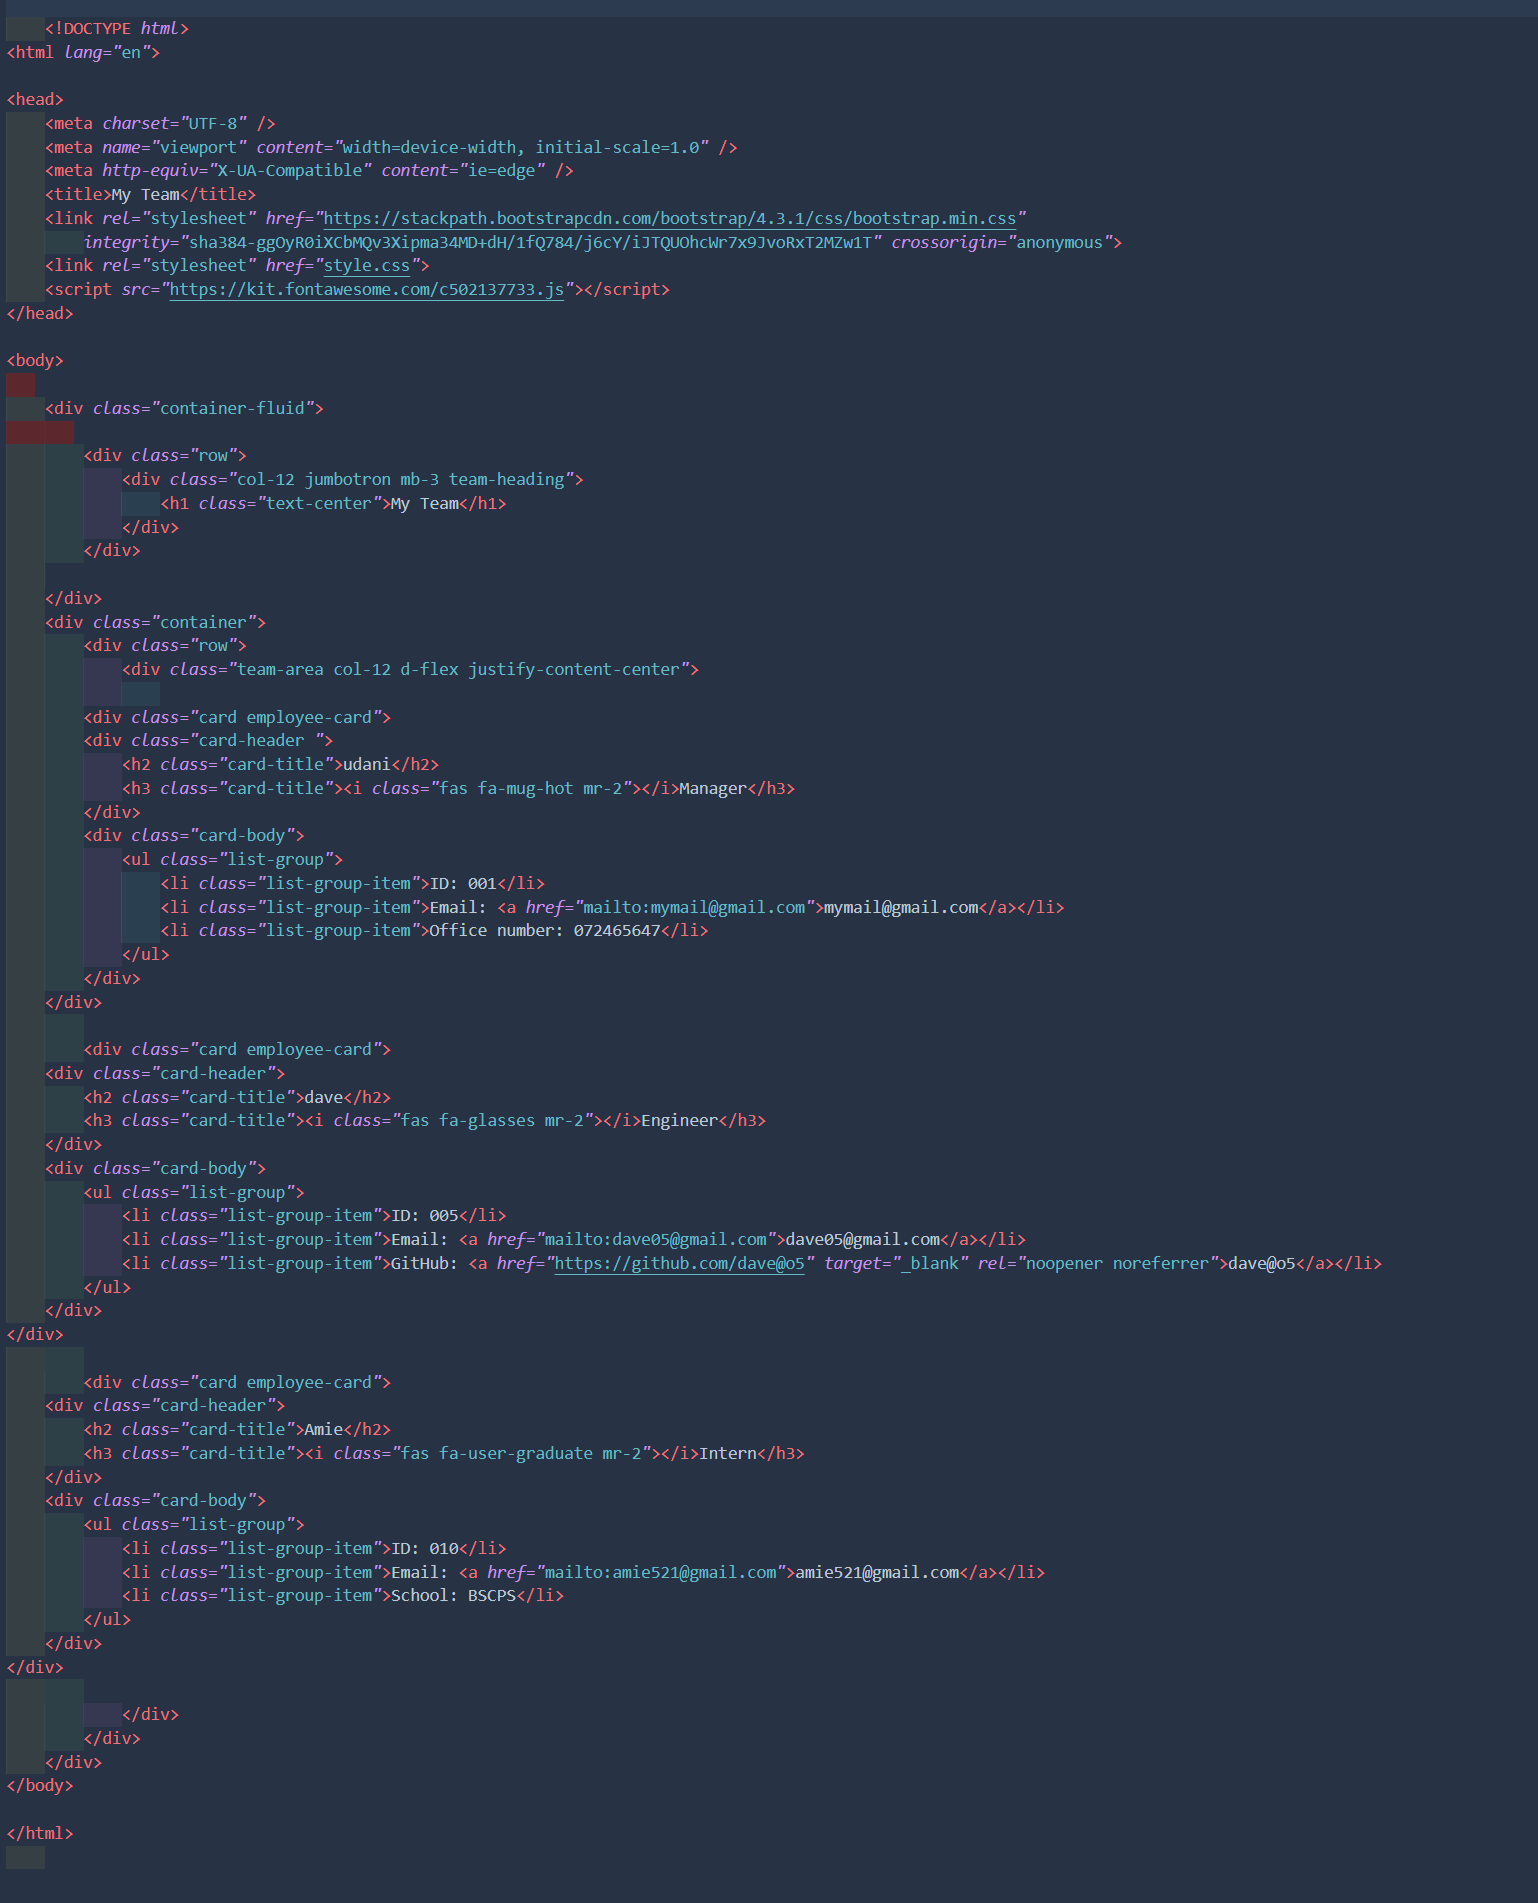 <!DOCTYPE html>
<html lang="en">
<head>
<meta charset="UTF-8" />
<meta name="viewport" content="width=device-width, initial-scale=1.0" />
<meta http-equiv="X-UA-Compatible" content="ie=edge" />
<title>My Team</title>
<link rel="stylesheet" href="https://stackpath.bootstrapcdn.com/bootstrap/4.3.1/css/bootstrap.min.css"
integrity="sha384-ggOyR0iXCbMQv3Xipma34MD+dH/1fQ784/j6cY/iJTQUOhcWr7x9JvoRxT2MZw1T" crossorigin="anonymous">
<link rel="stylesheet" href="style.css">
<script src="https://kit.fontawesome.com/c502137733.js"></script>
</head>
<body>
<div class="container-fluid">
<div class="row">
<div class="col-12 jumbotron mb-3 team-heading">
<h1 class="text-center">My Team</h1>
</div>
</div>
</div>
<div class="container">
<div class="row">
<div class="team-area col-12 d-flex justify-content-center">
<div class="card employee-card">
<div class="card-header ">
<h2 class="card-title">udani</h2>
<h3 class="card-title"><i class="fas fa-mug-hot mr-2"></i>Manager</h3>
</div>
<div class="card-body">
<ul class="list-group">
<li class="list-group-item">ID: 001</li>
<li class="list-group-item">Email: <a href="mailto:mymail@gmail.com">mymail@gmail.com</a></li>
<li class="list-group-item">Office number: 072465647</li>
</ul>
</div>
</div>
<div class="card employee-card">
<div class="card-header">
<h2 class="card-title">dave</h2>
<h3 class="card-title"><i class="fas fa-glasses mr-2"></i>Engineer</h3>
</div>
<div class="card-body">
<ul class="list-group">
<li class="list-group-item">ID: 005</li>
<li class="list-group-item">Email: <a href="mailto:dave05@gmail.com">dave05@gmail.com</a></li>
<li class="list-group-item">GitHub: <a href="https://github.com/dave@o5" target="_blank" rel="noopener noreferrer">dave@o5</a></li>
</ul>
</div>
</div>
<div class="card employee-card">
<div class="card-header">
<h2 class="card-title">Amie</h2>
<h3 class="card-title"><i class="fas fa-user-graduate mr-2"></i>Intern</h3>
</div>
<div class="card-body">
<ul class="list-group">
<li class="list-group-item">ID: 010</li>
<li class="list-group-item">Email: <a href="mailto:amie521@gmail.com">amie521@gmail.com</a></li>
<li class="list-group-item">School: BSCPS</li>
</ul>
</div>
</div>
</div>
</div>
</div>
</body>
</html>